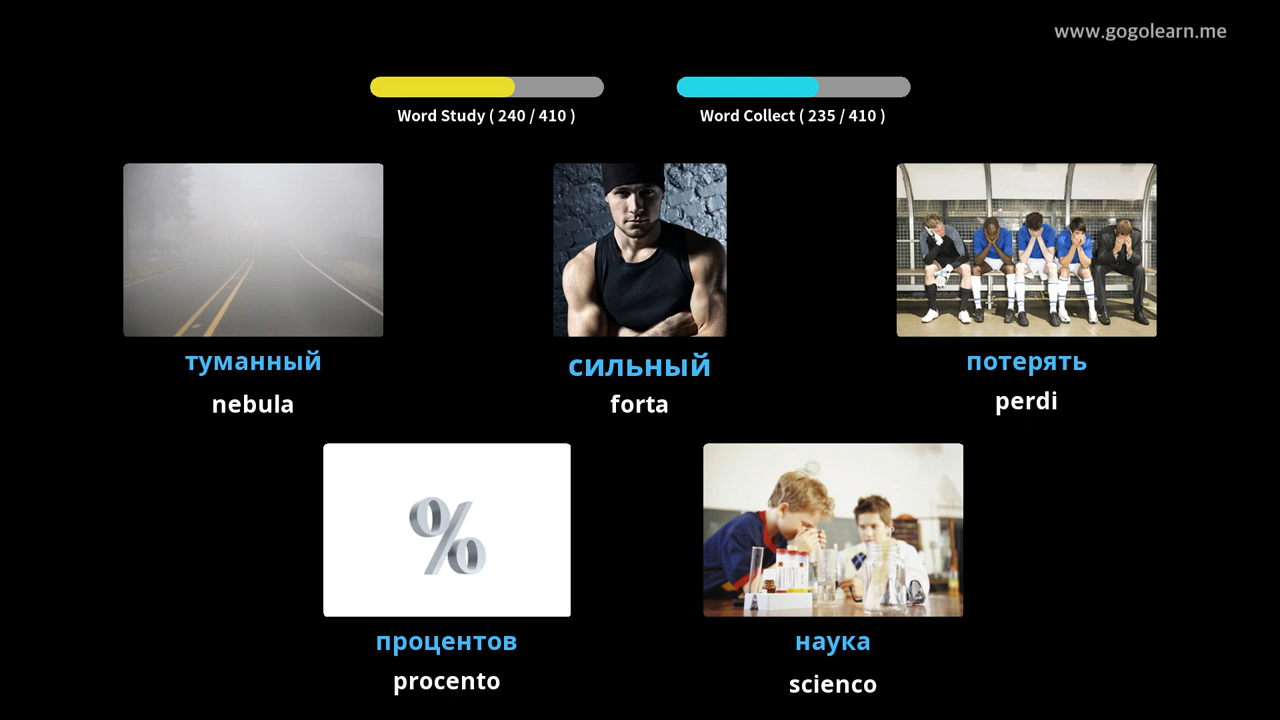 www.gogolearn.me
Word Study ( 240 / 410 )
Word Collect ( 235 / 410 )
туманный
сильный
потерять
nebula
forta
perdi
%
процентов
наука
procento
scienco